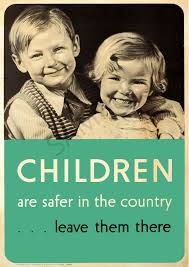 CHILDREN
are safer in the country
. . . leave them there